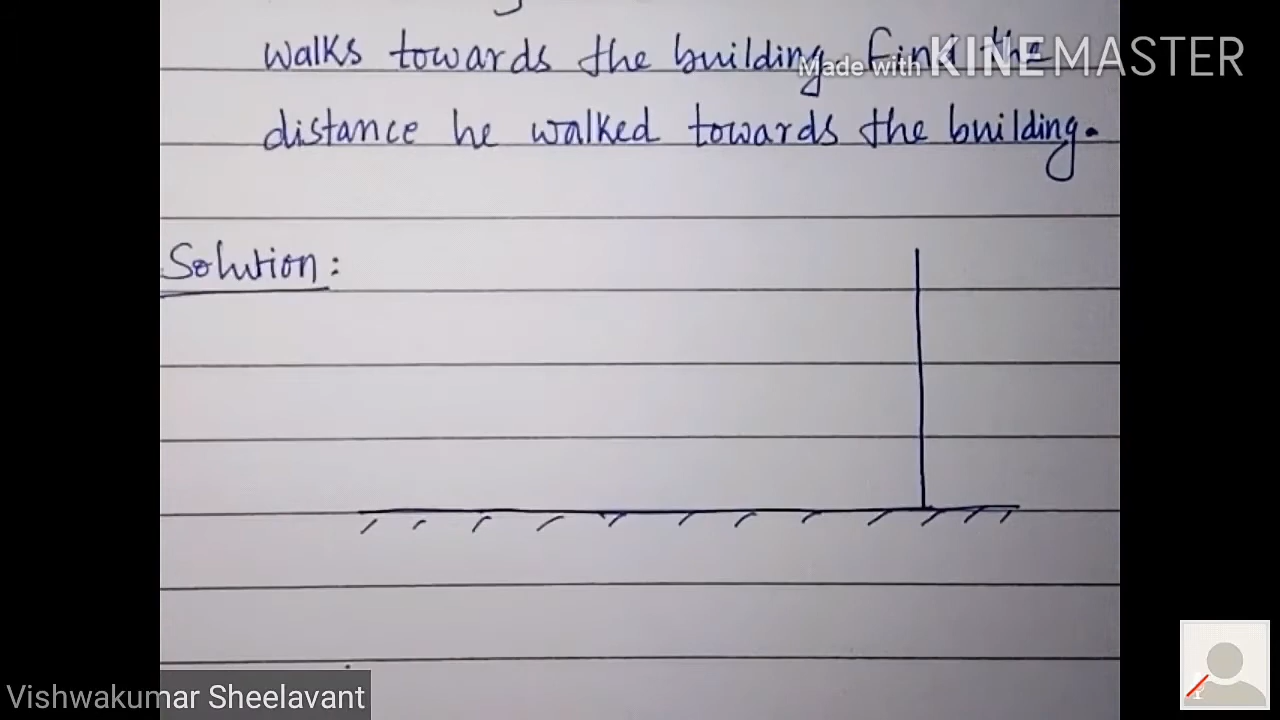 walks towards the building. Find the
Made with KINEMASTER
distance he walked towards the building.
Solution:
Vishwakumar Sheelavant